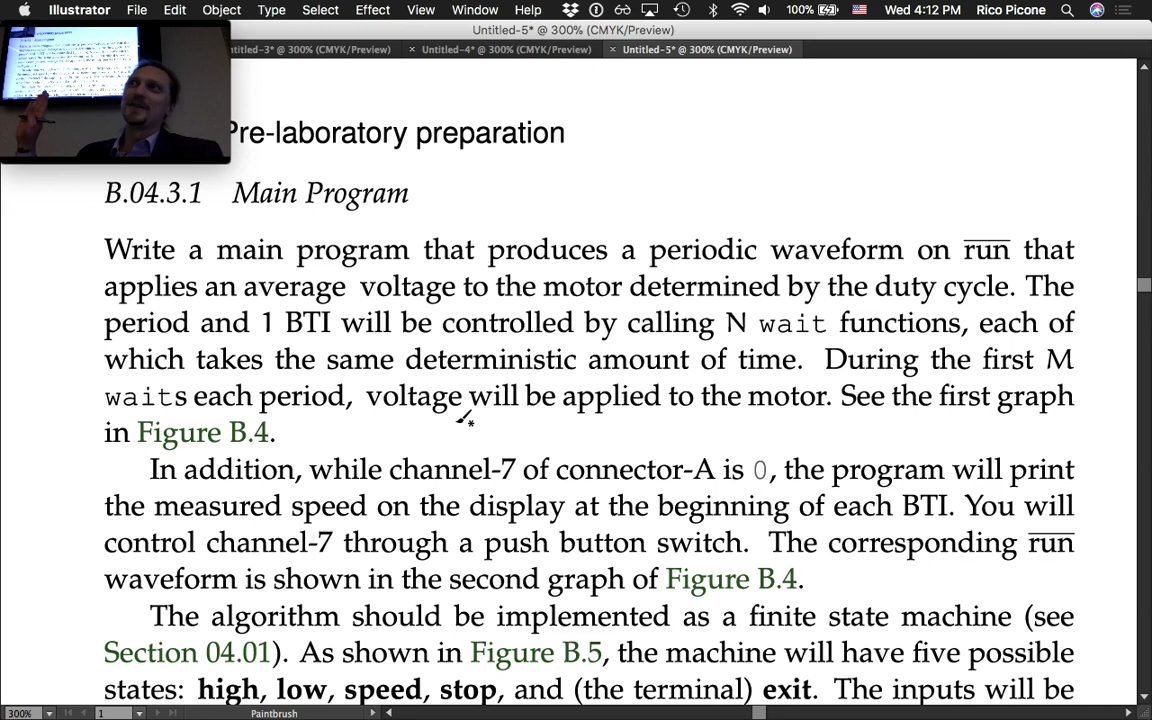 Illustrator File Edit Object Type Select Effect View Window Help 100% Wed 4:12 PM Rico Picone
Untitled-5* @ 300% (CMYK/Preview)
ntitled-3* @ 300% (CMYK/Preview) × Untitled-4* @ 300% (CMYK/Preview) × Untitled-5* @ 300% (CMYK/Preview)
Pre-laboratory preparation
B.04.3.1 Main Program
Write a main program that produces a periodic waveform on run that
applies an average voltage to the motor determined by the duty cycle. The
period and 1 BTI will be controlled by calling N wait functions, each of
which takes the same deterministic amount of time. During the first M
waits each period, voltage will be applied to the motor. See the first graph
in Figure B.4.
In addition, while channel-7 of connector-A is 0, the program will print
the measured speed on the display at the beginning of each BTI. You will
control channel-7 through a push button switch. The corresponding run
waveform is shown in the second graph of Figure B.4.
The algorithm should be implemented as a finite state machine (see
Section 04.01). As shown in Figure B.5, the machine will have five possible
states: high, low, speed, stop, and (the terminal) exit. The inputs will be
300% 1 Paintbrush